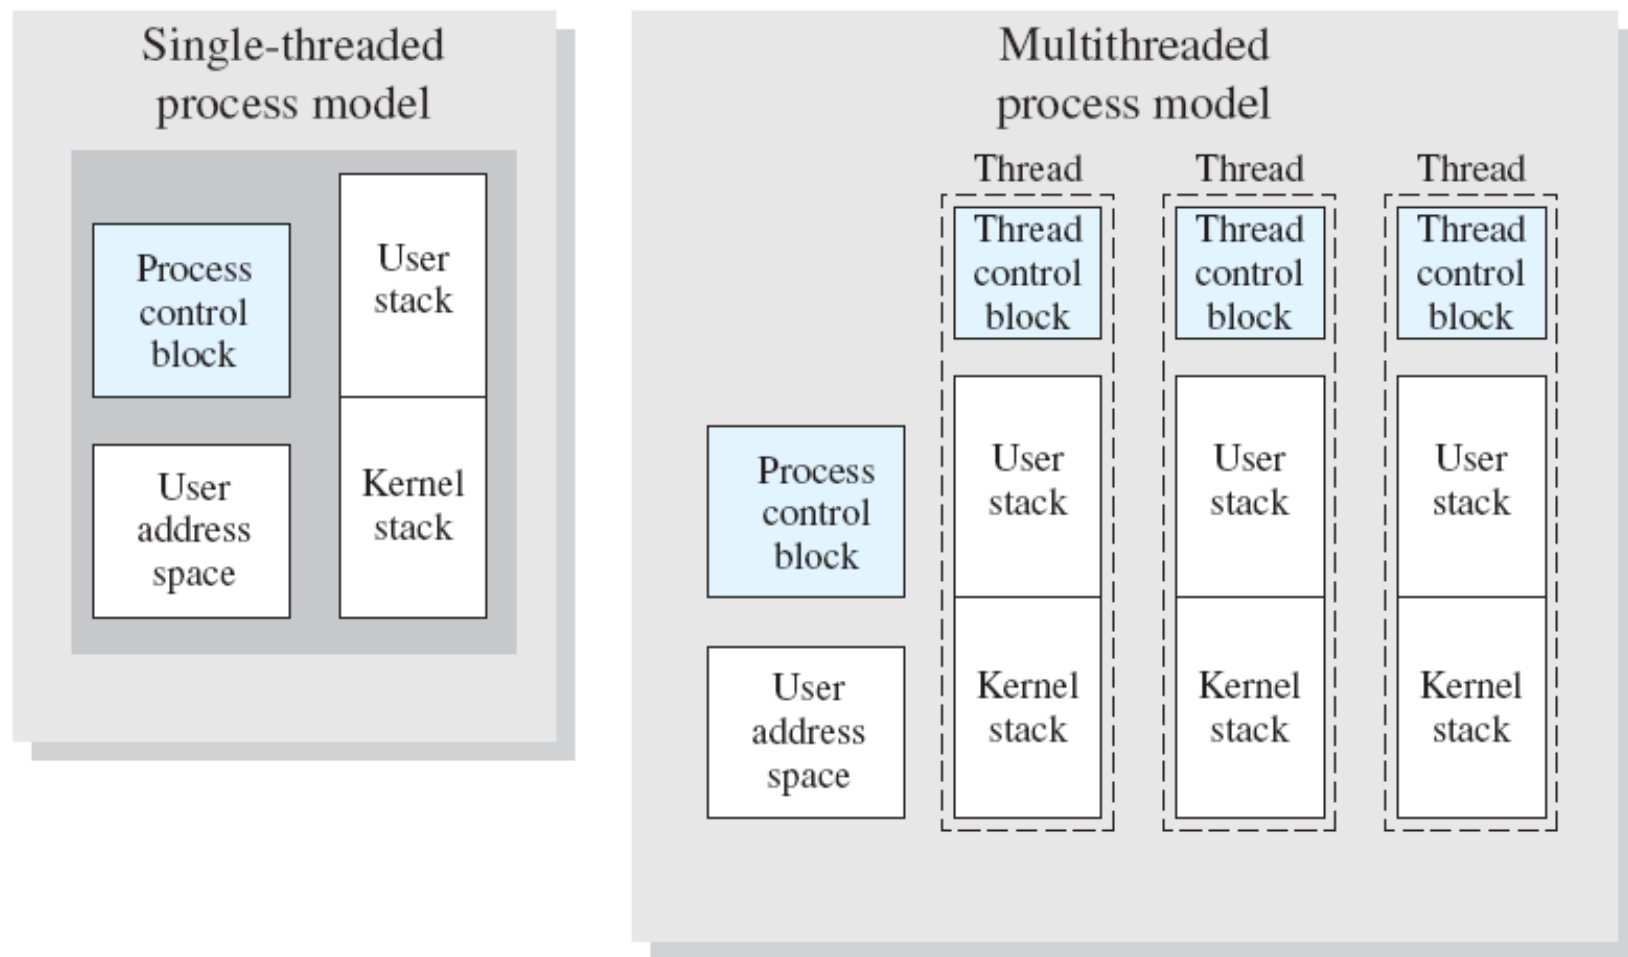 Single-threaded
process model
Process
control
block
User
stack
User
address
space
Kernel
stack
Multithreaded
process model
Process
control
block
User
address
space
Thread
Thread
control
block
User
stack
Kernel
stack
Thread
Thread
control
block
User
stack
Kernel
stack
Thread
Thread
control
block
User
stack
Kernel
stack